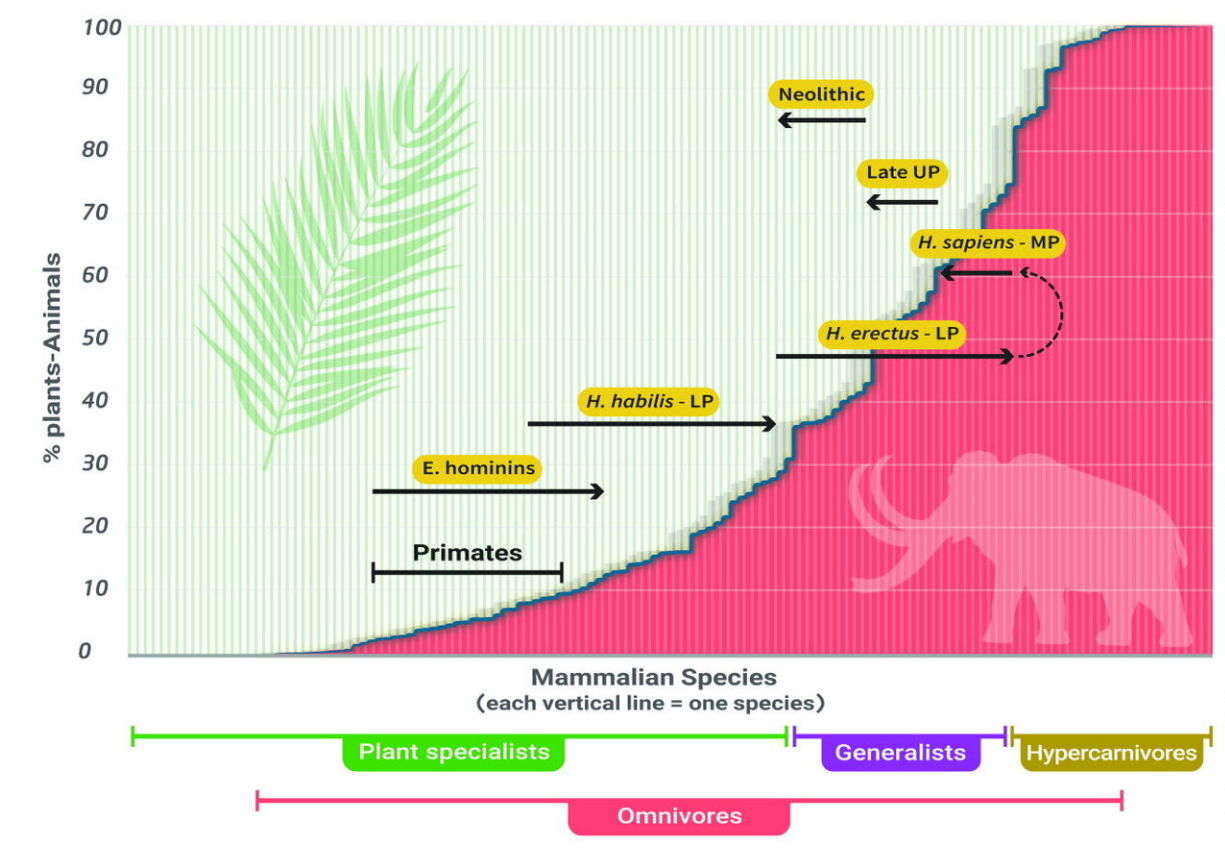 100
90
80
70
60
50
40
30
20
10
0
% plants-Animals
Neolithic
Late UP
H. sapiens - MP
H. erectus - LP
H. habilis - LP
E. hominins
Primates
Mammalian Species
(each vertical line = one species)
Plant specialists
Generalists
Hypercarnivores
Omnivores